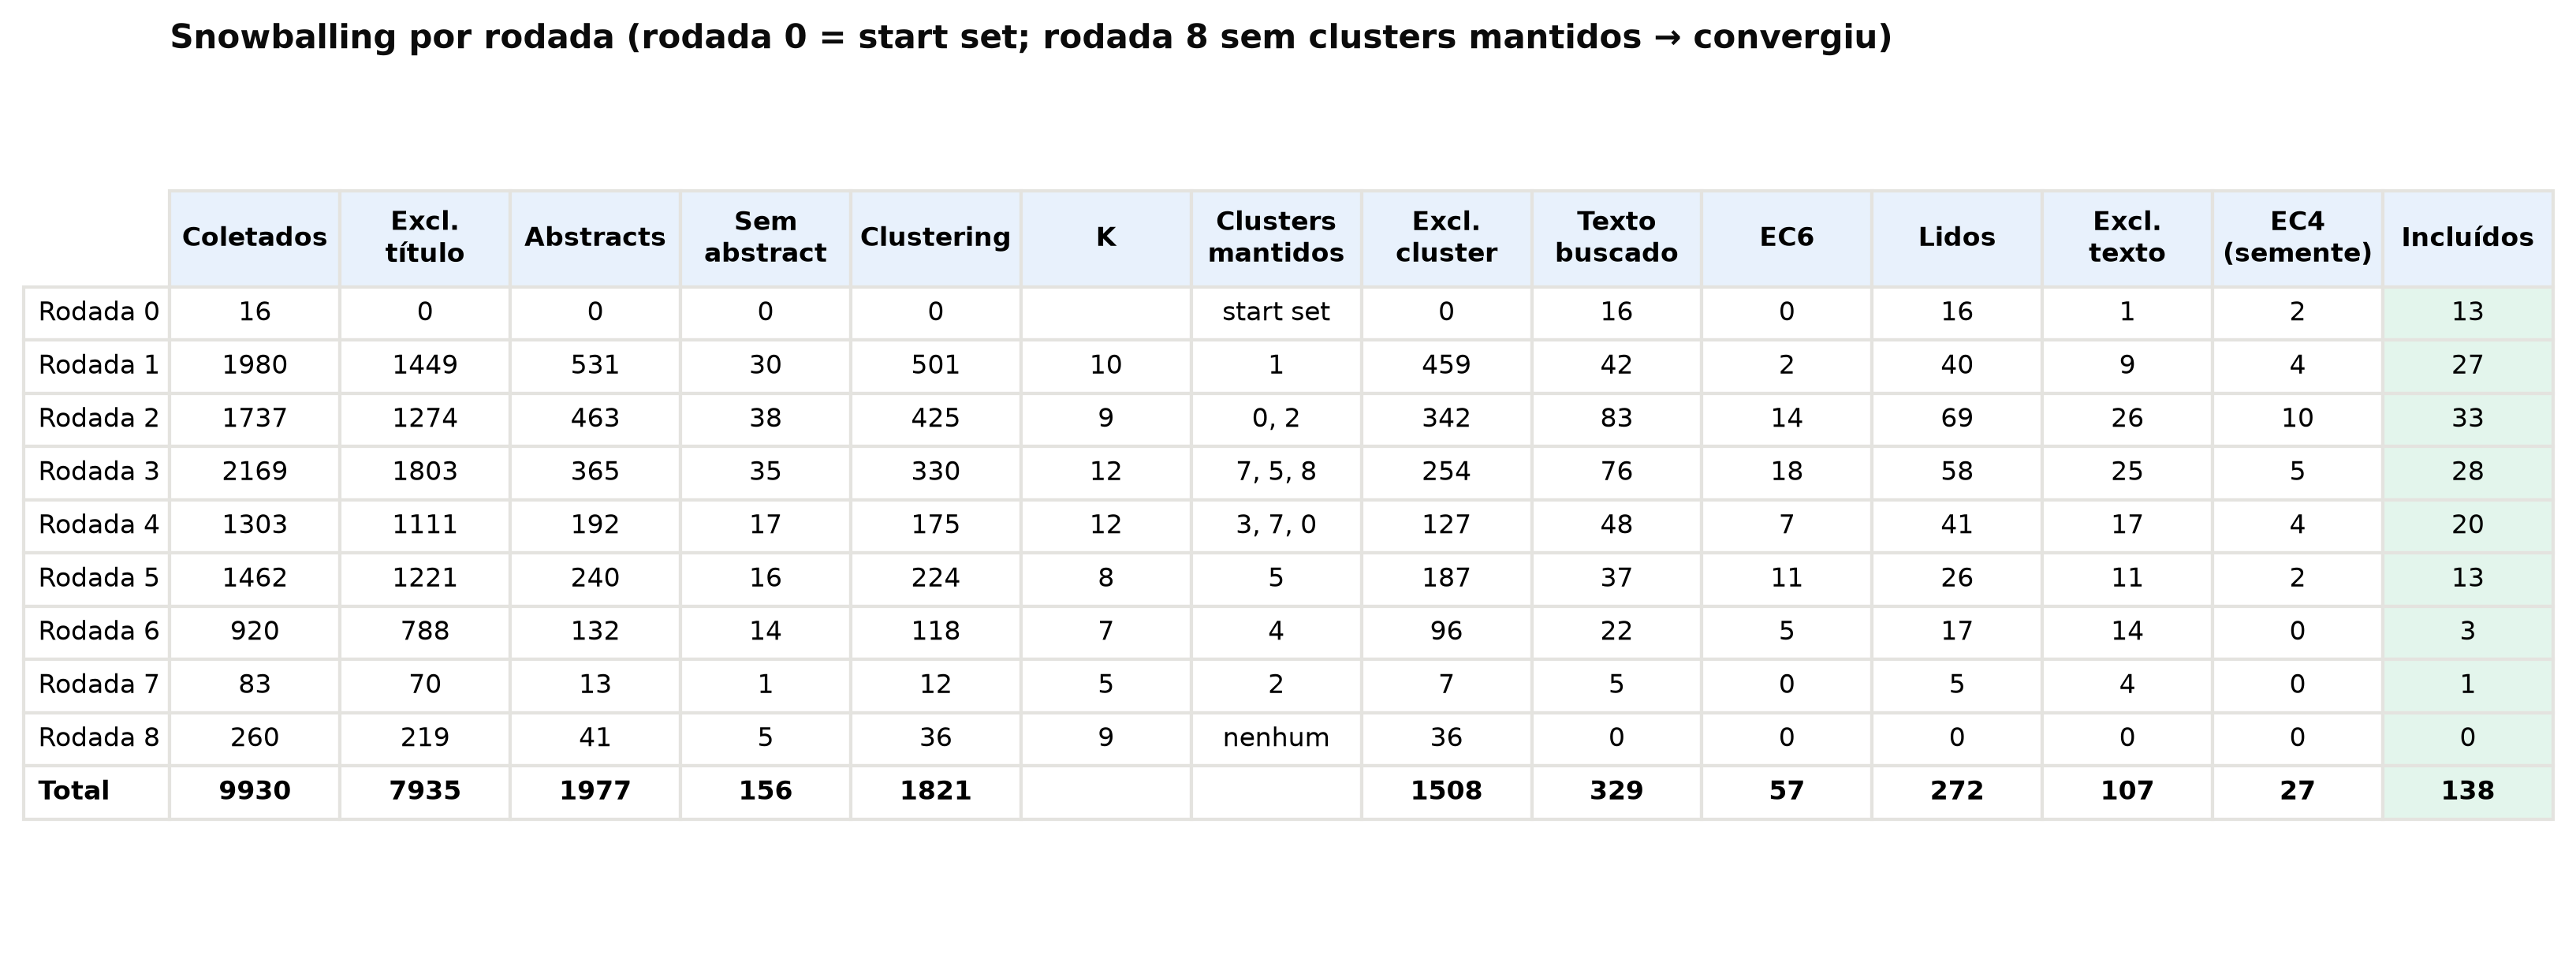 Snowballing por rodada (rodada 0 = start set; rodada 8 sem clusters mantidos → convergiu)
Coletados Excl. título Abstracts Sem abstract Clustering K Clusters mantidos Excl. cluster Texto buscado EC6 Lidos Excl. texto EC4 (semente) Incluídos
Rodada 0 16 0 0 0 0 start set 0 16 0 16 1 2 13
Rodada 1 1980 1449 531 30 501 10 1 459 42 2 40 9 4 27
Rodada 2 1737 1274 463 38 425 9 0, 2 342 83 14 69 26 10 33
Rodada 3 2169 1803 365 35 330 12 7, 5, 8 254 76 18 58 25 5 28
Rodada 4 1303 1111 192 17 175 12 3, 7, 0 127 48 7 41 17 4 20
Rodada 5 1462 1221 240 16 224 8 5 187 37 11 26 11 2 13
Rodada 6 920 788 132 14 118 7 4 96 22 5 17 14 0 3
Rodada 7 83 70 13 1 12 5 2 7 5 0 5 4 0 1
Rodada 8 260 219 41 5 36 9 nenhum 36 0 0 0 0 0 0
Total 9930 7935 1977 156 1821 1508 329 57 272 107 27 138